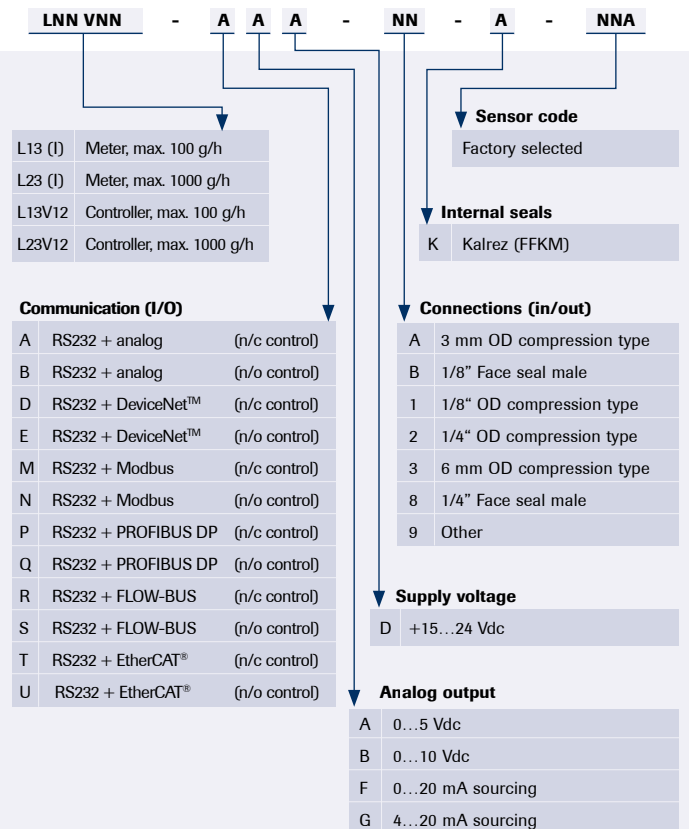 LNN VNN - A A A - NN - A - NNA
Sensor code
Factory selected
L13 (I) Meter, max. 100 g/h
L23 (I) Meter, max. 1000 g/h
L13V12 Controller, max. 100 g/h
L23V12 Controller, max. 1000 g/h
Internal seals
K Kalrez (FFKM)
Communication (I/O)
A RS232 + analog (n/c control)
B RS232 + analog (n/o control)
D RS232 + DeviceNet™ (n/c control)
E RS232 + DeviceNet™ (n/o control)
M RS232 + Modbus (n/c control)
N RS232 + Modbus (n/o control)
P RS232 + PROFIBUS DP (n/c control)
Q RS232 + PROFIBUS DP (n/o control)
R RS232 + FLOW-BUS (n/c control)
S RS232 + FLOW-BUS (n/o control)
T RS232 + EtherCAT® (n/c control)
U RS232 + EtherCAT® (n/o control)
Connections (in/out)
A 3 mm OD compression type
B 1/8” Face seal male
1 1/8“ OD compression type
2 1/4“ OD compression type
3 6 mm OD compression type
8 1/4” Face seal male
9 Other
Supply voltage
D +15…24 Vdc
Analog output
A 0…5 Vdc
B 0…10 Vdc
F 0…20 mA sourcing
G 4…20 mA sourcing